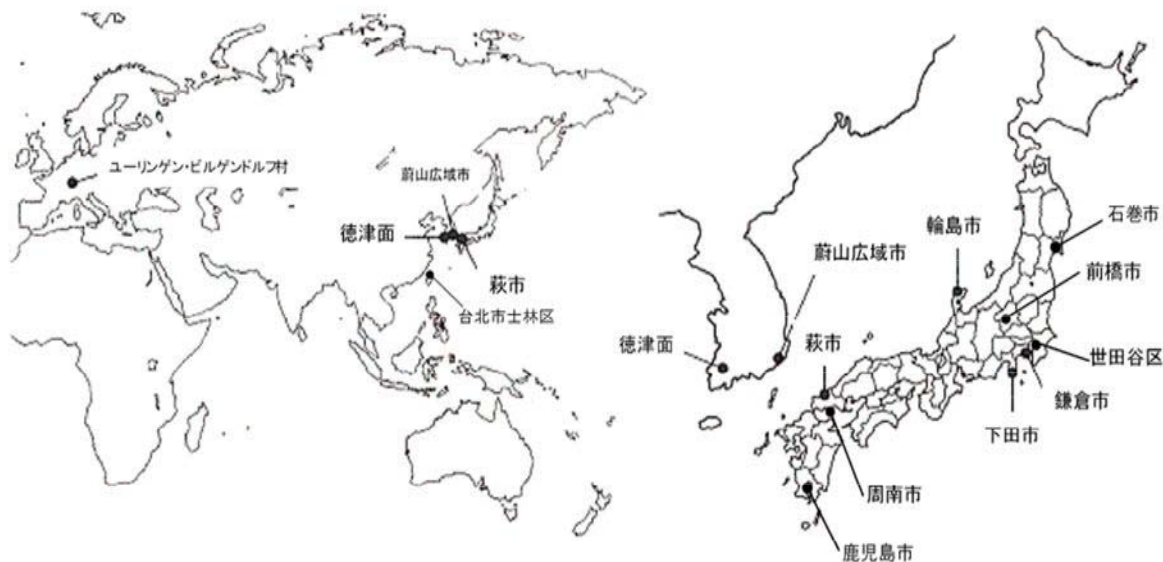 ユーリンゲン・ビルゲンドルフ村
蔚山広域市
徳津面
萩市
台北市士林区
石巻市
輪島市
前橋市
蔚山広域市
徳津面
萩市
世田谷区
鎌倉市
下田市
周南市
鹿児島市